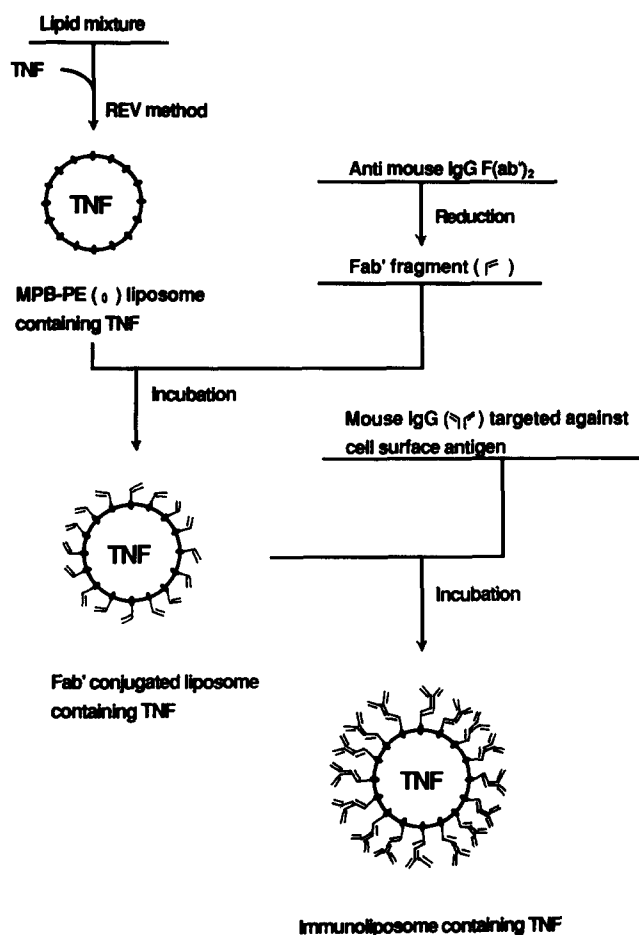 Lipid mixture
TNF
REV method
TNF
Anti mouse IgG F(ab')₂
Reduction
Fab' fragment ( )
MPB-PE ( ) liposome
containing TNF
Incubation
Mouse IgG ( ) targeted against
cell surface antigen
TNF
Incubation
Fab' conjugated liposome
containing TNF
TNF
Immunoliposome containing TNF